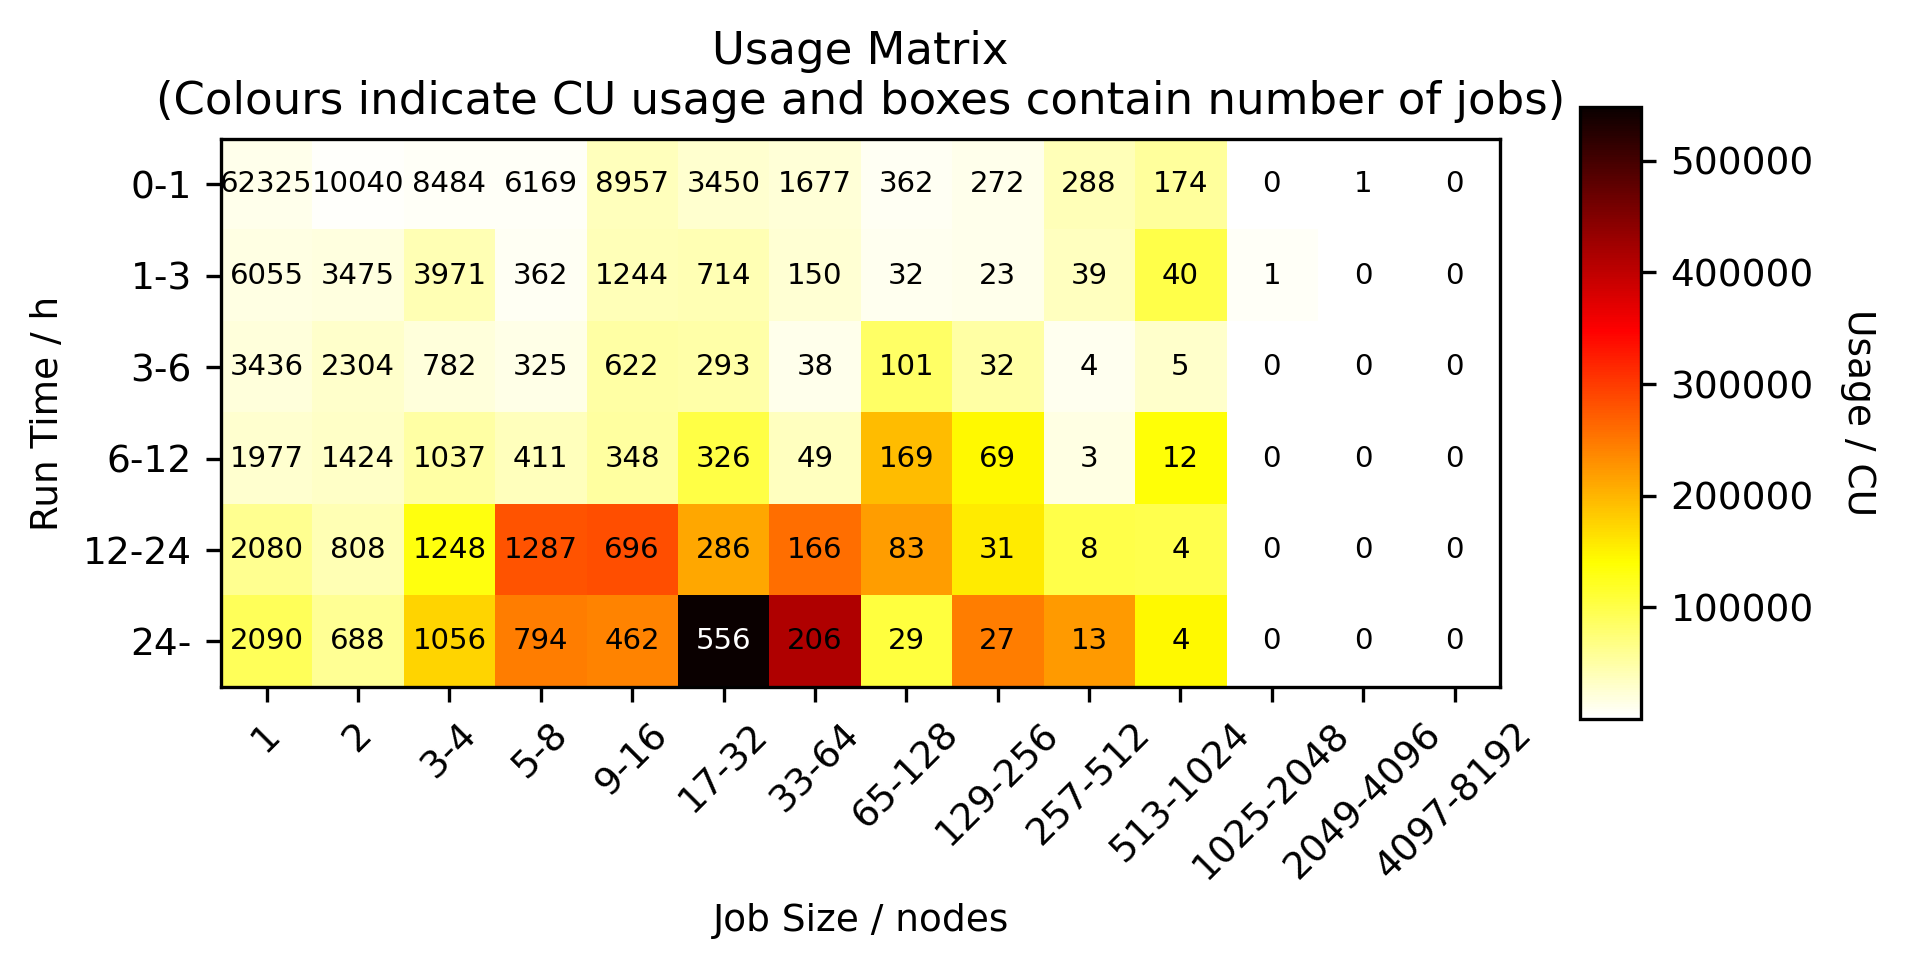 Usage Matrix
(Colours indicate CU usage and boxes contain number of jobs)
0-1 62325 10040 8484 6169 8957 3450 1677 362 272 288 174 0 1 0
1-3 6055 3475 3971 362 1244 714 150 32 23 39 40 1 0 0
3-6 3436 2304 782 325 622 293 38 101 32 4 5 0 0 0
6-12 1977 1424 1037 411 348 326 49 169 69 3 12 0 0 0
12-24 2080 808 1248 1287 696 286 166 83 31 8 4 0 0 0
24- 2090 688 1056 794 462 556 206 29 27 13 4 0 0 0
Run Time / h
1 2 3-4 5-8 9-16 17-32 33-64 65-128 129-256 257-512 513-1024 1025-2048 2049-4096 4097-8192
Job Size / nodes
500000
400000
300000
200000
100000
Usage / CU